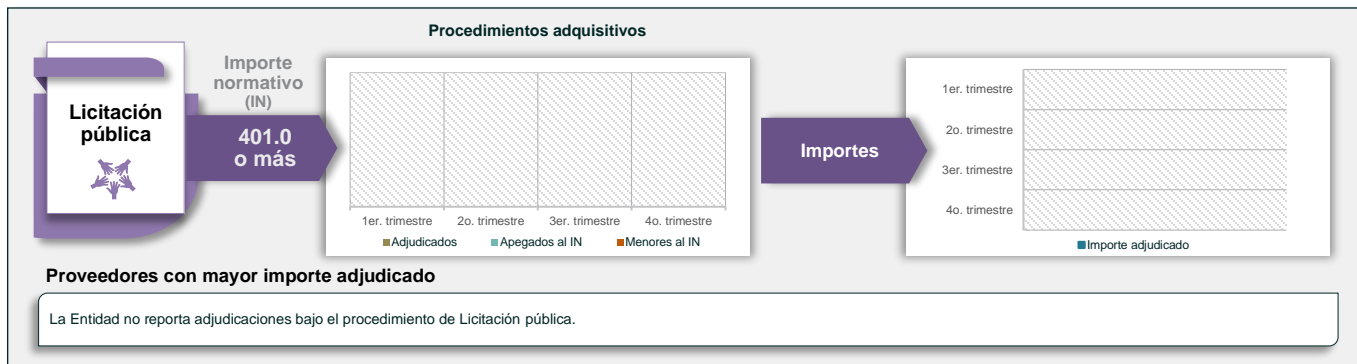 Procedimientos adquisitivos
Licitación
pública
Importe
normativo
(IN)
401.0
o más
1er. trimestre
2o. trimestre
3er. trimestre
4o. trimestre
Adjudicados
Apegados al IN
Menores al IN
Importes
1er. trimestre
2o. trimestre
3er. trimestre
4o. trimestre
Importe adjudicado
Proveedores con mayor importe adjudicado
La Entidad no reporta adjudicaciones bajo el procedimiento de Licitación pública.